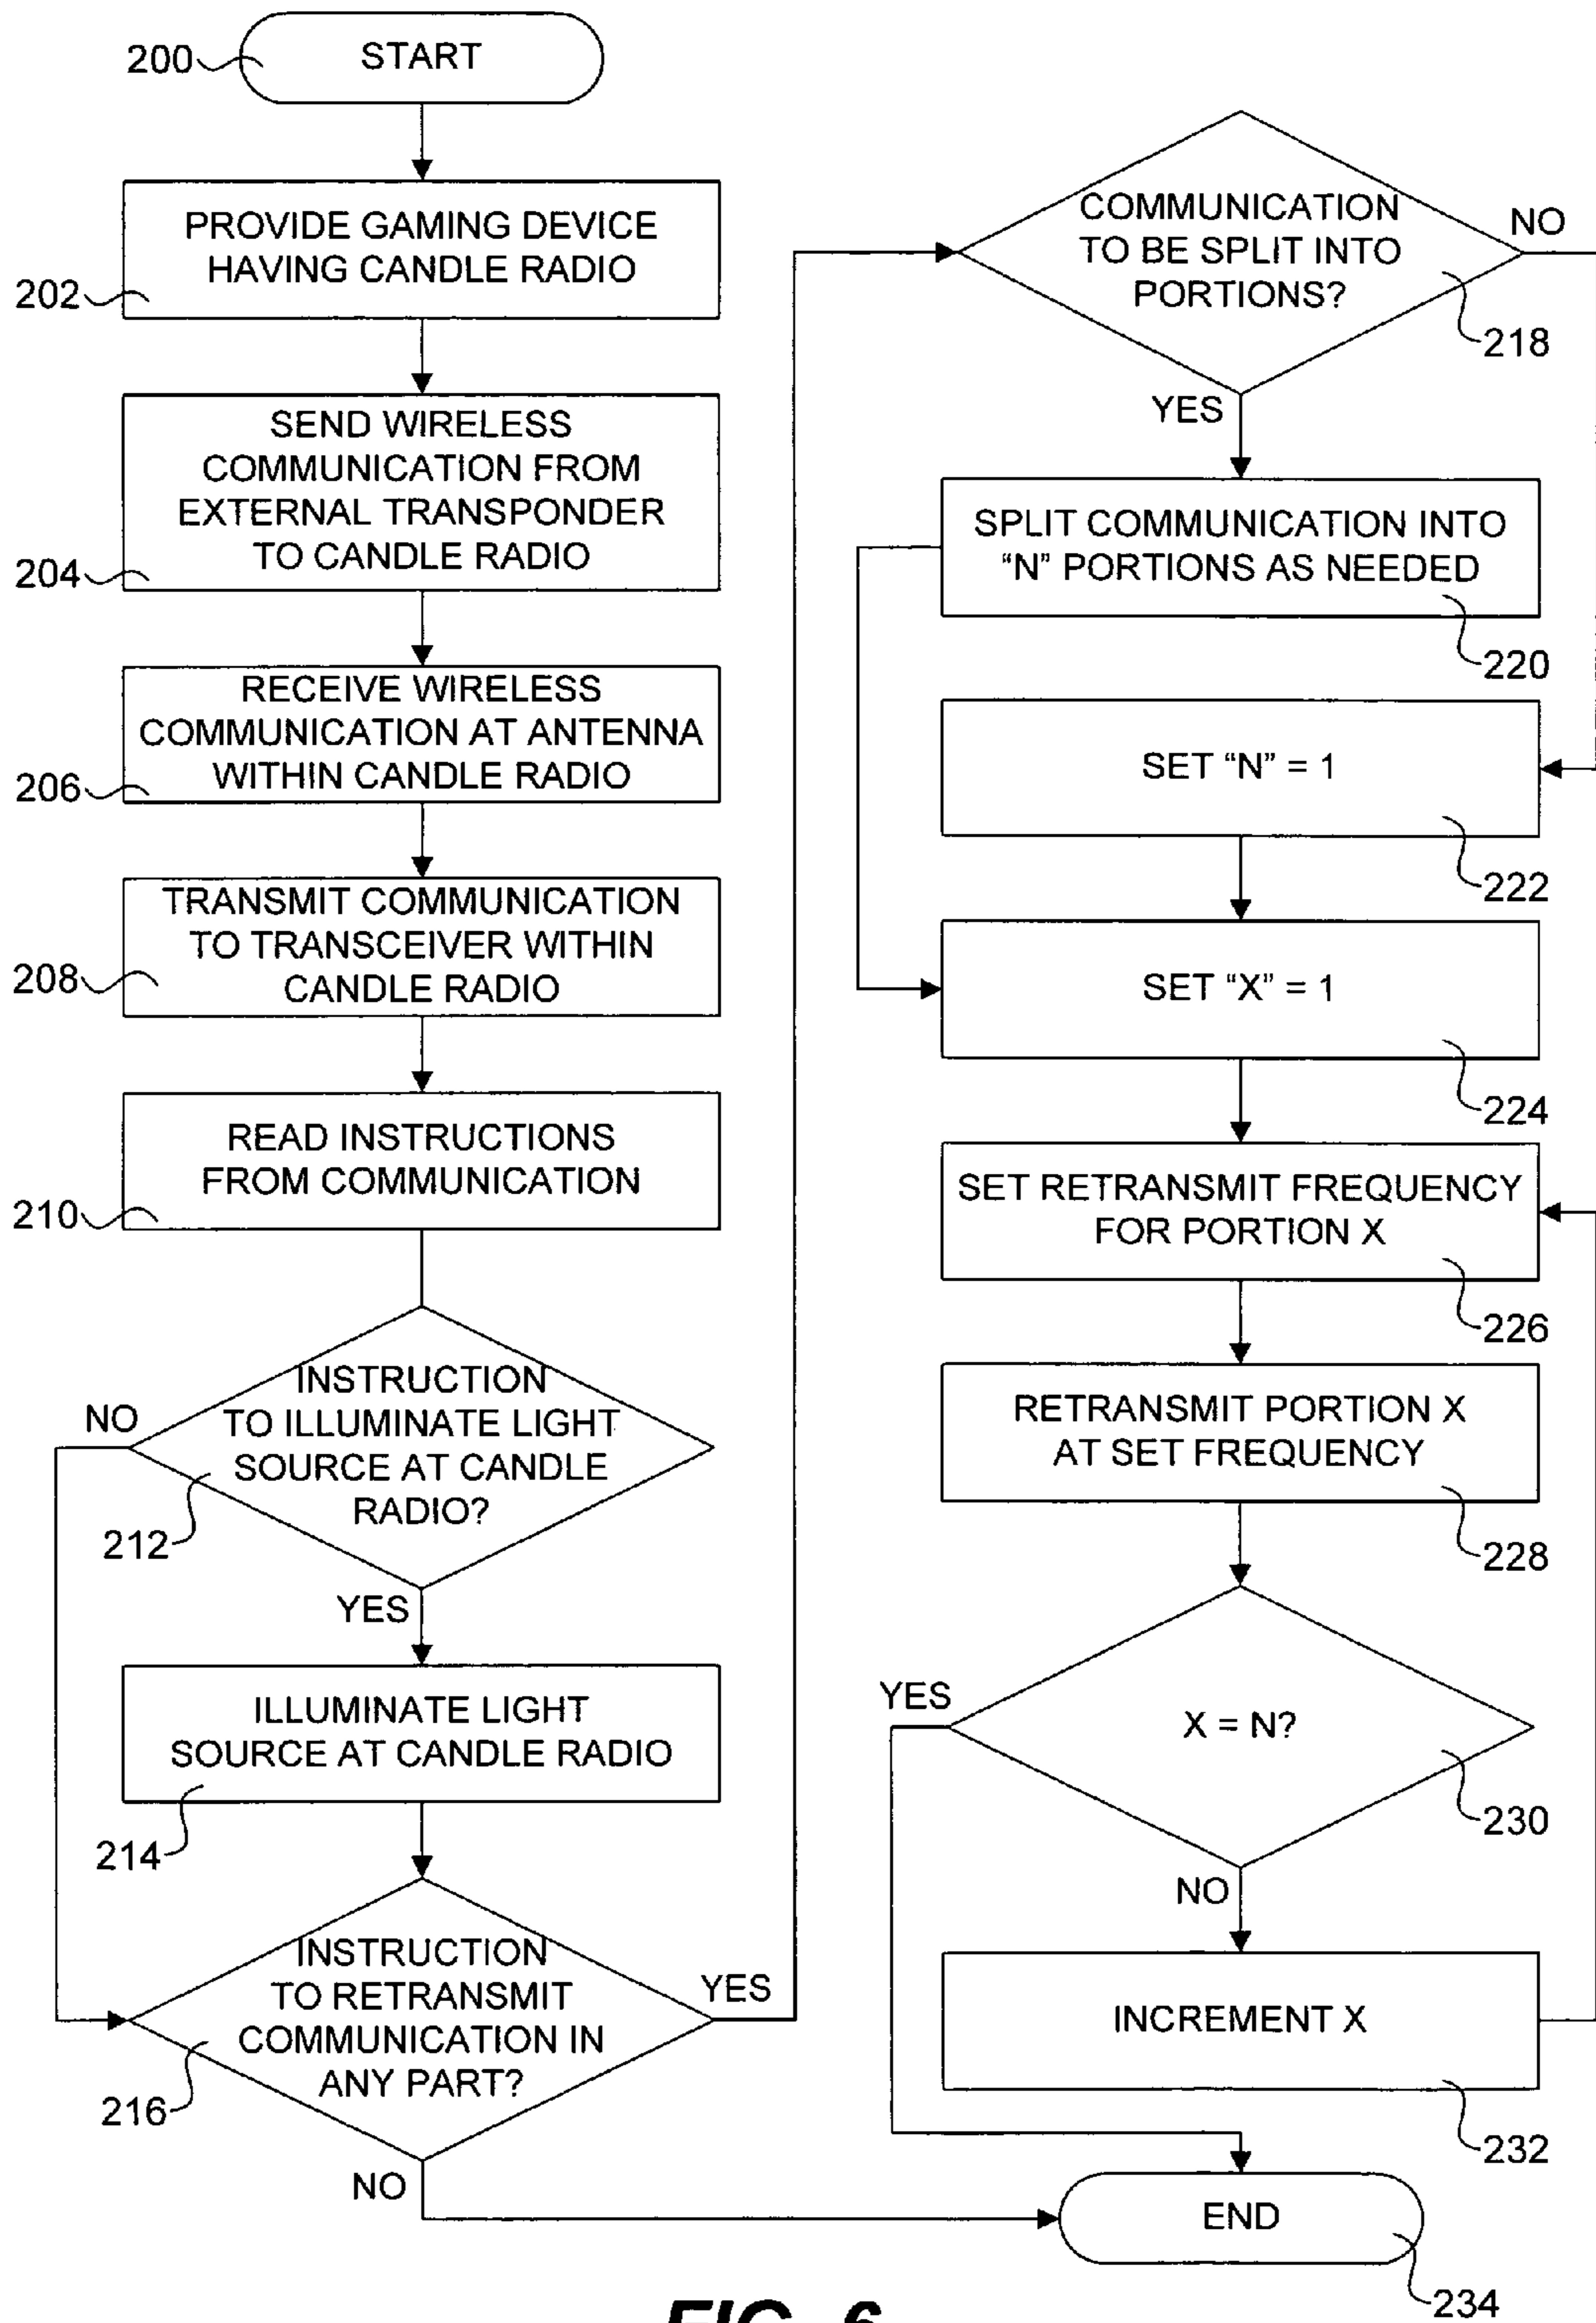 200
START
PROVIDE GAMING DEVICE
HAVING CANDLE RADIO
202
SEND WIRELESS
COMMUNICATION FROM
EXTERNAL TRANSPONDER
TO CANDLE RADIO
204
RECEIVE WIRELESS
COMMUNICATION AT ANTENNA
WITHIN CANDLE RADIO
206
TRANSMIT COMMUNICATION
TO TRANSCEIVER WITHIN
CANDLE RADIO
208
READ INSTRUCTIONS
FROM COMMUNICATION
210
INSTRUCTION
TO ILLUMINATE LIGHT
SOURCE AT CANDLE
RADIO?
NO
212
YES
ILLUMINATE LIGHT
SOURCE AT CANDLE RADIO
214
INSTRUCTION
TO RETRANSMIT
COMMUNICATION IN
ANY PART?
YES
216
NO
COMMUNICATION
TO BE SPLIT INTO
PORTIONS?
NO
218
YES
SPLIT COMMUNICATION INTO
“N” PORTIONS AS NEEDED
220
SET “N” = 1
222
SET “X” = 1
224
SET RETRANSMIT FREQUENCY
FOR PORTION X
226
RETRANSMIT PORTION X
AT SET FREQUENCY
228
YES
X = N?
230
NO
INCREMENT X
232
END
234
FIG. 6